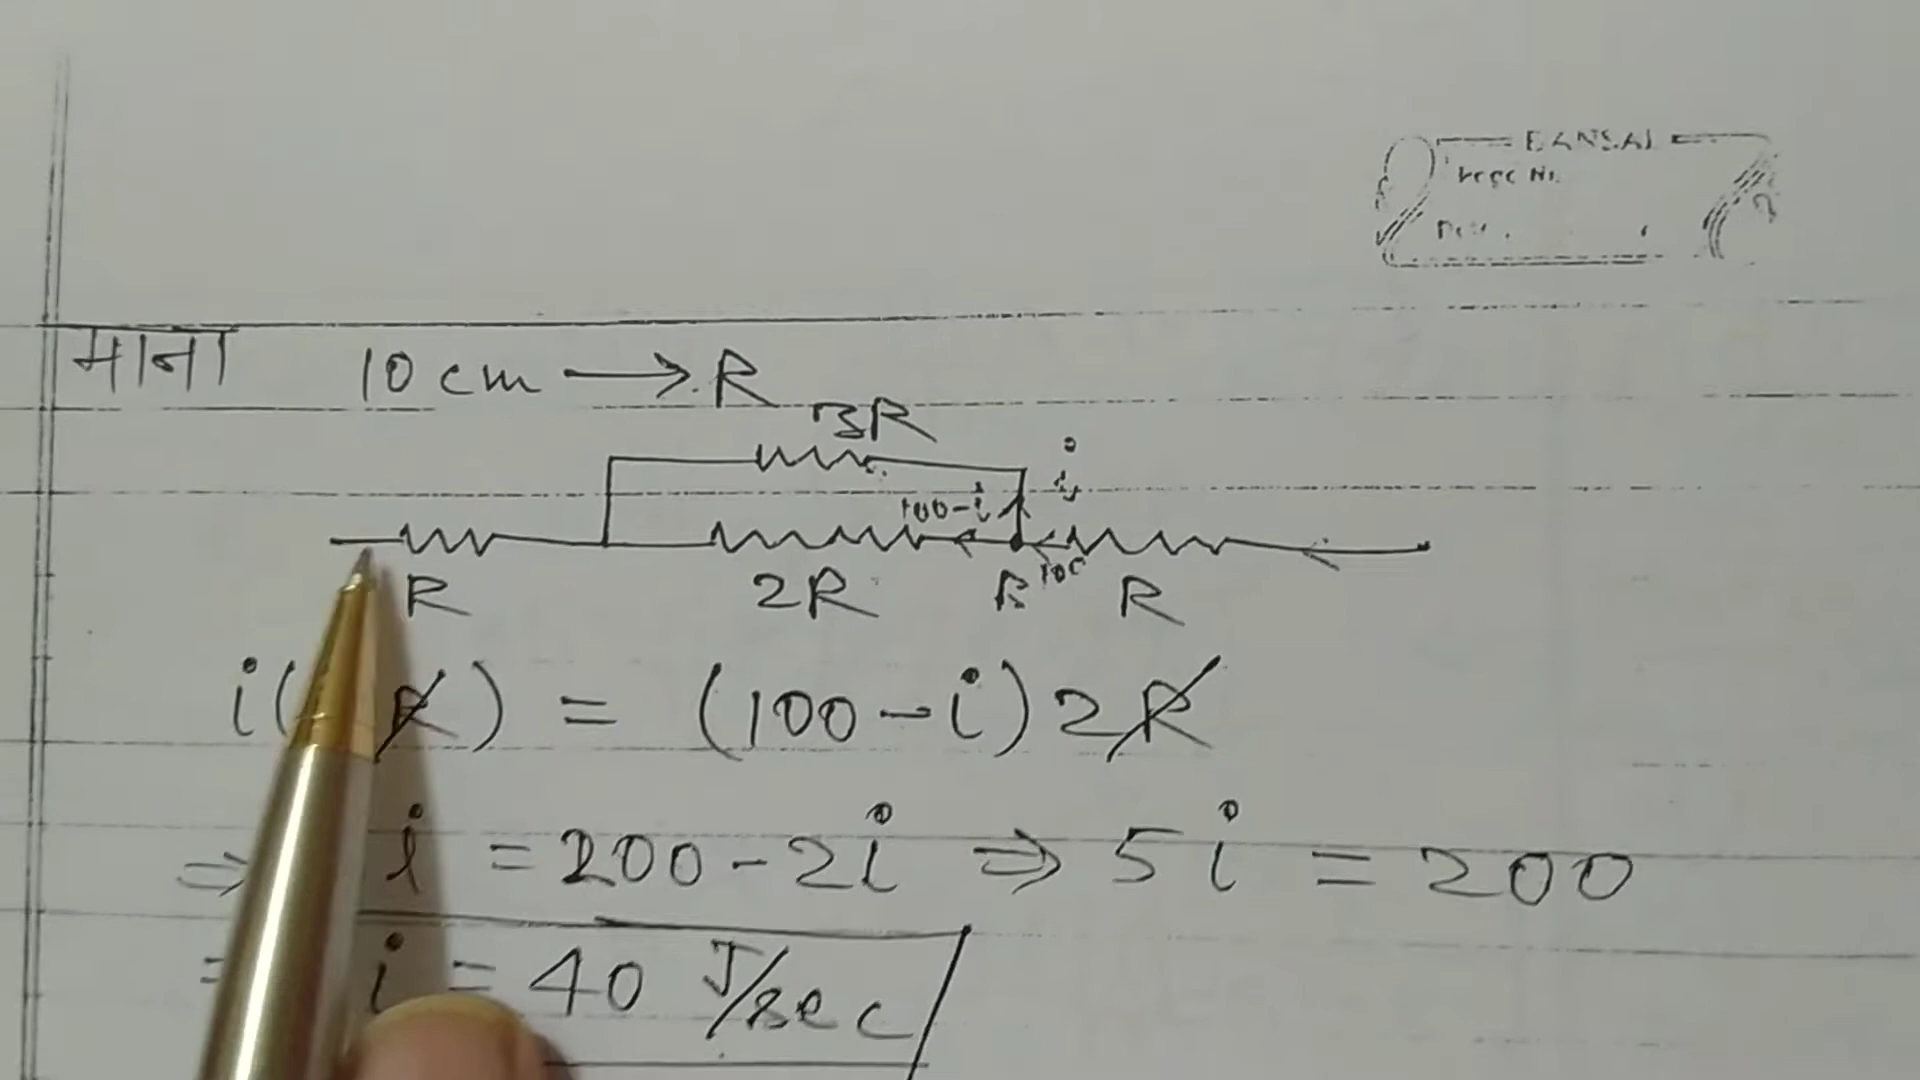 BANSAL
माना 10 cm → R
3R
i
100-i
100
R 2R B R
i( R) = (100-i)2R
⇒ i = 200-2i ⇒ 5i = 200
i = 40 J/sec